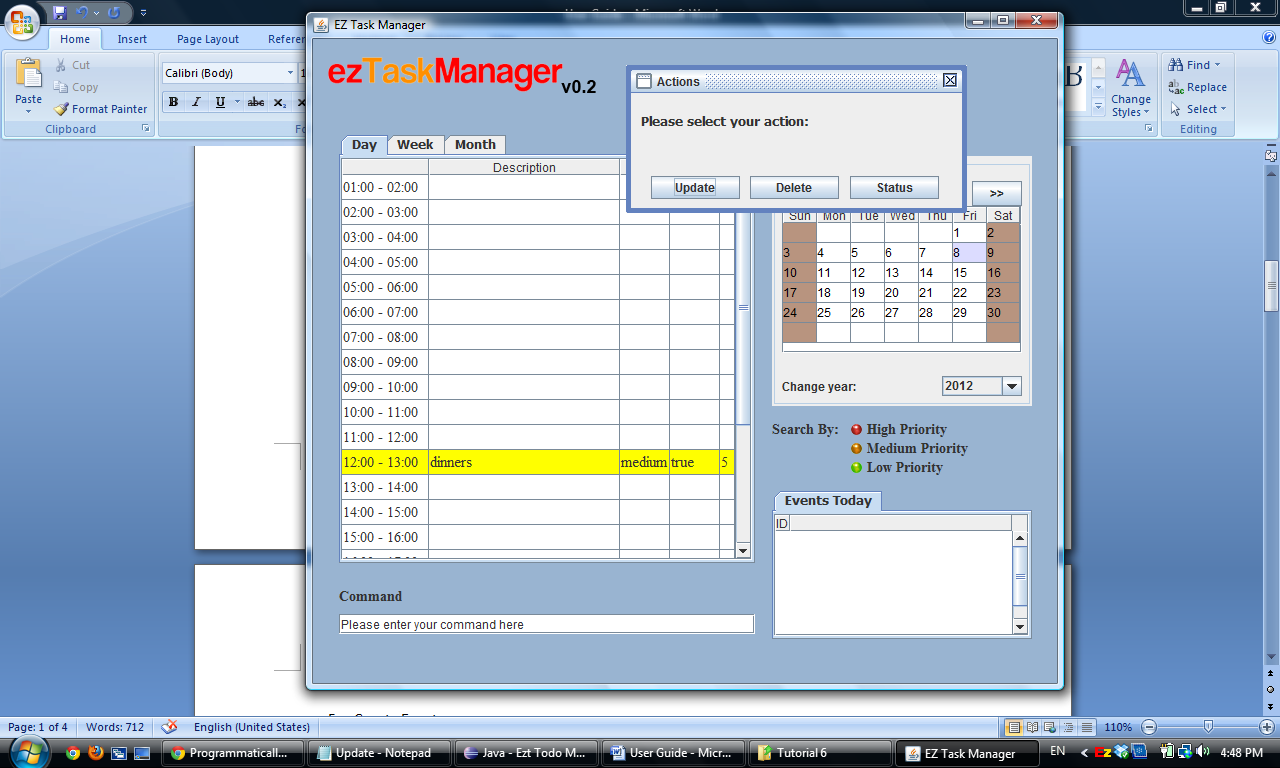 EZ Task Manager
Home Insert Page Layout Referen
Paste
Cut
Copy
Format Painter
Clipboard
Calibri (Body)
B I U abc x₂
Change
Styles
Find
Replace
Select
Editing
ezTaskManager v0.2
Actions
Please select your action:
Update Delete Status
Day Week Month
Description
01:00 - 02:00
02:00 - 03:00
03:00 - 04:00
04:00 - 05:00
05:00 - 06:00
06:00 - 07:00
07:00 - 08:00
08:00 - 09:00
09:00 - 10:00
10:00 - 11:00
11:00 - 12:00
12:00 - 13:00 dinners medium true 5
13:00 - 14:00
14:00 - 15:00
15:00 - 16:00
>>
Sun Mon Tue Wed Thu Fri Sat
1 2
3 4 5 6 7 8 9
10 11 12 13 14 15 16
17 18 19 20 21 22 23
24 25 26 27 28 29 30
Change year: 2012
Search By: High Priority
Medium Priority
Low Priority
Events Today
ID
Command
Please enter your command here
Page: 1 of 4 Words: 712 English (United States) 110%
Programmaticall... Update - Notepad Java - Ezt Todo M... User Guide - Micr... Tutorial 6 EZ Task Manager EN < Ez 4:48 PM